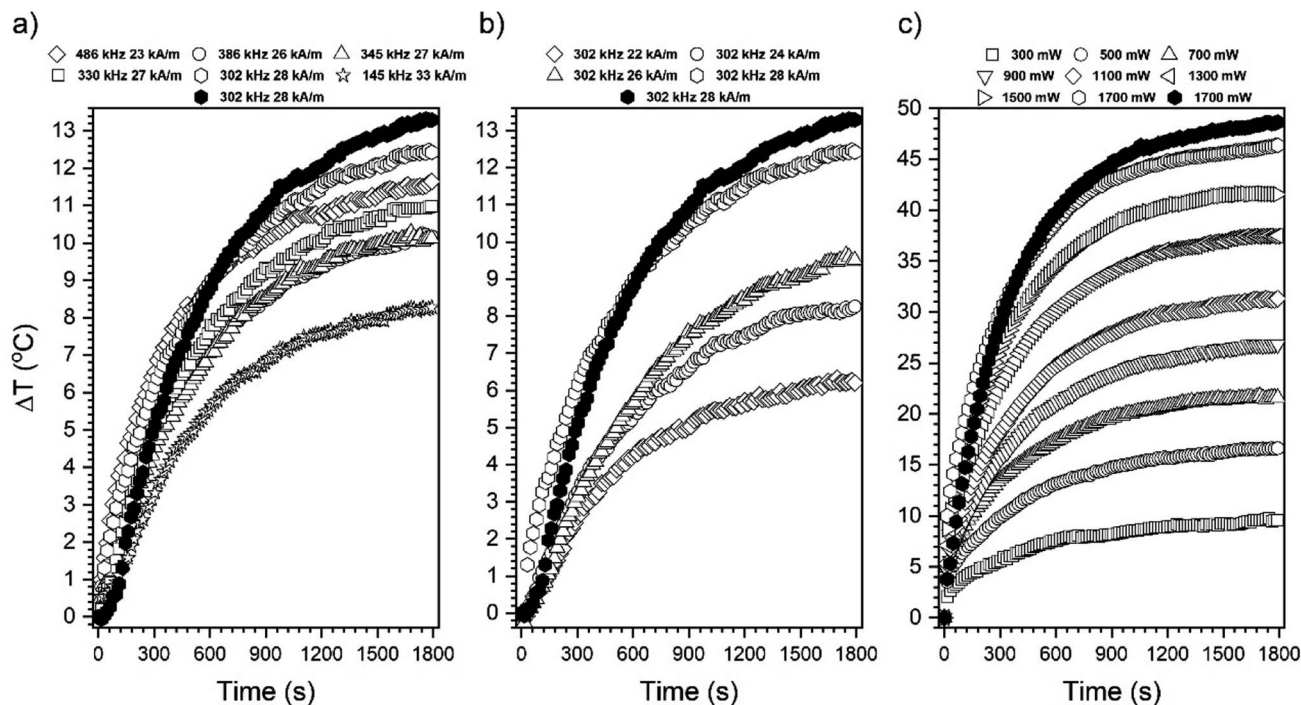 a)
486 kHz 23 kA/m 386 kHz 26 kA/m 345 kHz 27 kA/m
330 kHz 27 kA/m 302 kHz 28 kA/m 145 kHz 33 kA/m
302 kHz 28 kA/m
13
12
11
10
9
8
7
6
5
4
3
2
1
0
ΔT (ºC)
0 300 600 900 1200 1500 1800
Time (s)
b)
302 kHz 22 kA/m 302 kHz 24 kA/m
302 kHz 26 kA/m 302 kHz 28 kA/m
302 kHz 28 kA/m
13
12
11
10
9
8
7
6
5
4
3
2
1
0
0 300 600 900 1200 1500 1800
Time (s)
c)
300 mW 500 mW 700 mW
900 mW 1100 mW 1300 mW
1500 mW 1700 mW 1700 mW
50
45
40
35
30
25
20
15
10
5
0
0 300 600 900 1200 1500 1800
Time (s)